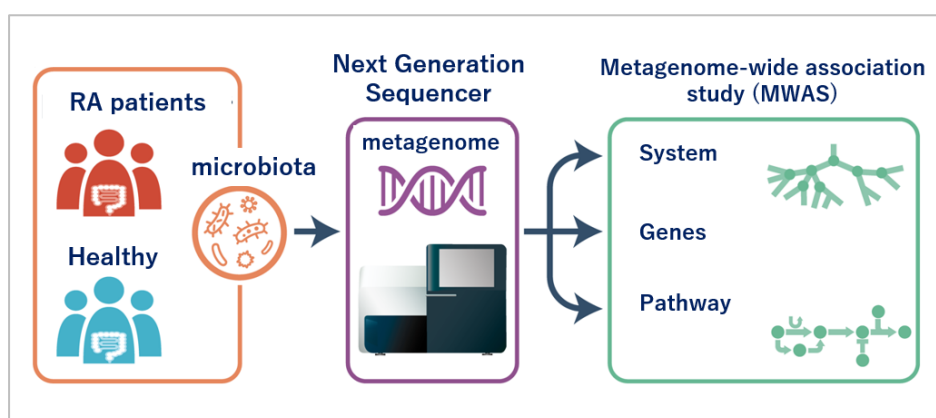 RA patients
Healthy
microbiota
Next Generation
Sequencer
metagenome
Metagenome-wide association
study (MWAS)
System
Genes
Pathway